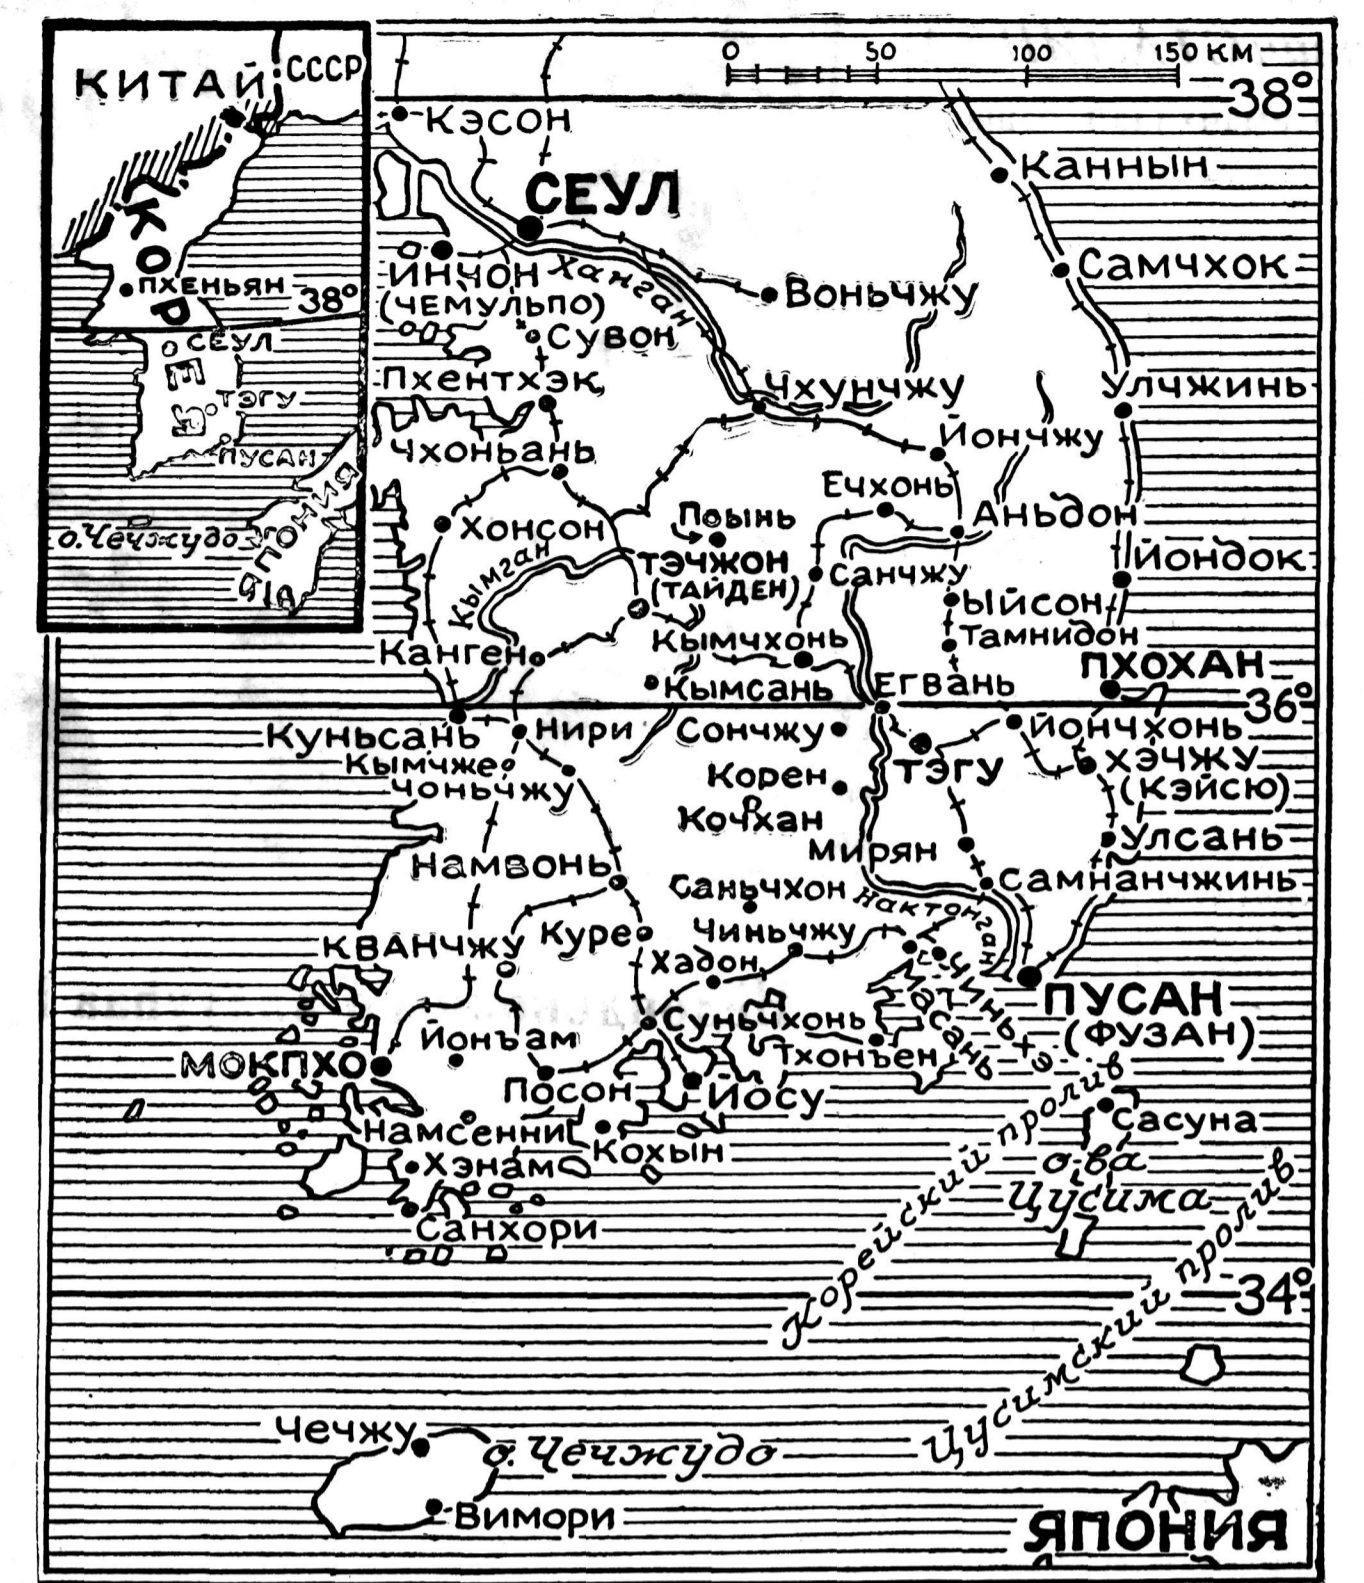 КИТАЙ
СССР
КОРЕЯ
ПХЕНЬЯН
38°
СЕУЛ
ТЭГУ
ПУСАН
о.Чечжудо
ЯПОНИЯ
0 50 100 150 КМ
38°
КЭСОН
Каннын
СЕУЛ
Самчхок
ИНЧОН
(ЧЕМУЛЬПО)
Ханган
Воньчжу
Сувон
Пхентхэк
Чхунчжу
Улчжинь
Чхоньань
Йончжу
Ечхонь
Аньдон
Хонсон
Поынь
Йондок
Кымган
ТЭЧЖОН
(ТАЙДЕН)
Санчжу
Ыйсон
Тамнидон
Канген
Кымчхонь
ПХОХАН
Кымсань
Егвань
36°
Куньсань
Нири
Сончжу
Йончхонь
Кымчже
ТЭГУ
ХЭЧЖУ
(КЭЙСЮ)
Чоньчжу
Корен
Кочхан
Мирян
Улсань
Намвонь
Саньчхон
Нактонган
Самнанчжинь
КВАНЧЖУ
Куре
Чиньчжу
Хадон
Масань
Чиньхэ
ПУСАН
(ФУЗАН)
Йонъам
Суньчхонь
Тхонъен
МОКПХО
Посон
Йосу
Корейский пролив
Сасуна
Намсенни
Кохын
Хэнам
о-ва
Цусима
Санхори
Цусимский пролив
34°
Чечжу
о. Чечжудо
Вимори
ЯПОНИЯ